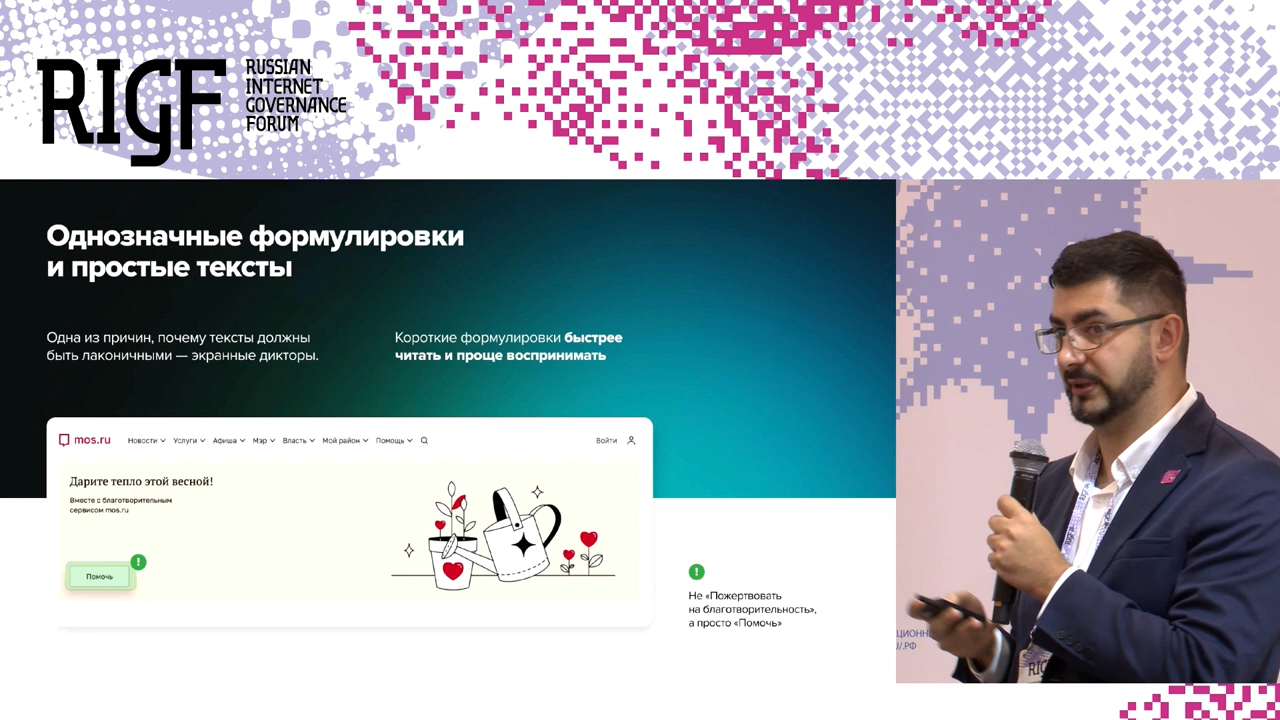 RIGF
RUSSIAN
INTERNET
GOVERNANCE
FORUM
Однозначные формулировки
и простые тексты
Одна из причин, почему тексты должны
быть лаконичными — экранные дикторы.
Короткие формулировки быстрее
читать и проще воспринимать
mos.ru Новости Услуги Афиша Мэр Власть Мой район Помощь Войти
Дарите тепло этой весной!
Вместе с благотворительным
сервисом mos.ru
Помочь
!
!
Не «Пожертвовать
на благотворительность»,
а просто «Помочь»
RIGF
RIG